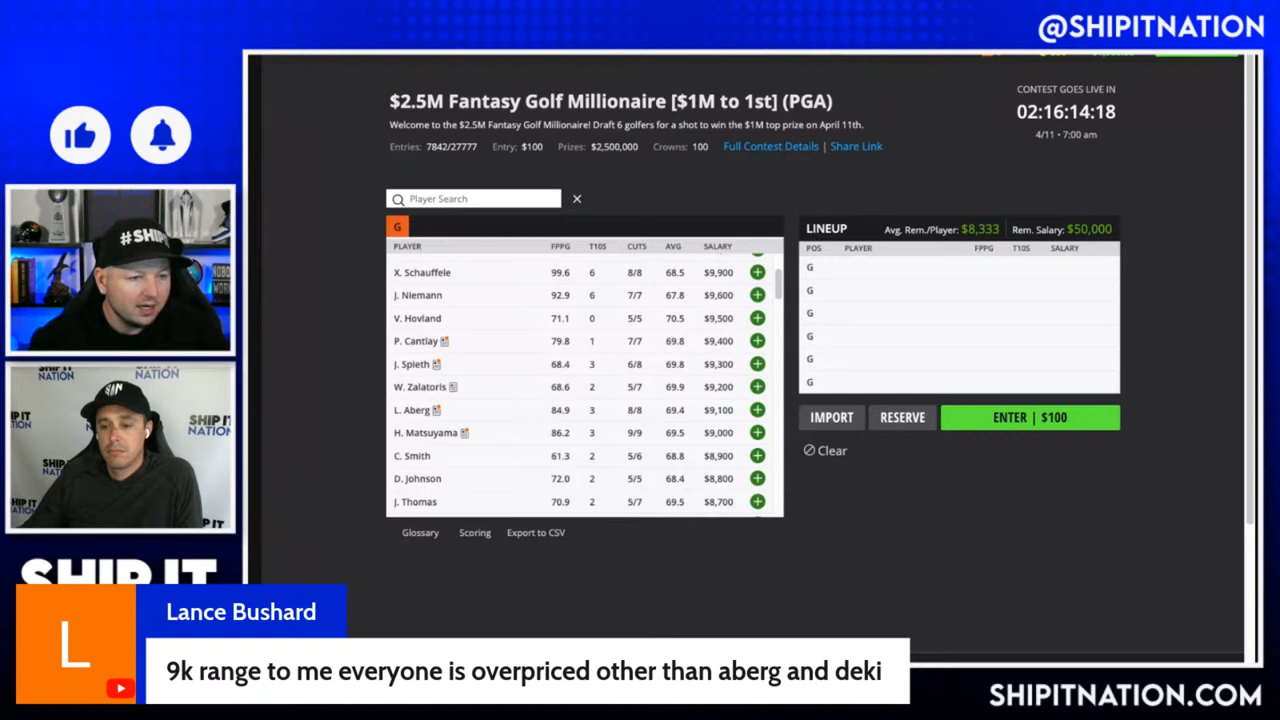 @SHIPITNATION
$2.5M Fantasy Golf Millionaire [$1M to 1st] (PGA)
Welcome to the $2.5M Fantasy Golf Millionaire! Draft 6 golfers for a shot to win the $1M top prize on April 11th.
Entries: 7842/27777 Entry: $100 Prizes: $2,500,000 Crowns: 100 Full Contest Details | Share Link
CONTEST GOES LIVE IN
02:16:14:18
4/11 • 7:00 am
Player Search
G
PLAYER FPPG T10S CUTS AVG SALARY
X. Schauffele 99.6 6 8/8 68.5 $9,900
J. Niemann 92.9 6 7/7 67.8 $9,600
V. Hovland 71.1 0 5/5 70.5 $9,500
P. Cantlay 79.8 1 7/7 69.8 $9,400
J. Spieth 68.4 3 6/8 69.8 $9,300
W. Zalatoris 68.6 2 5/7 69.9 $9,200
L. Aberg 84.9 3 8/8 69.4 $9,100
H. Matsuyama 86.2 3 9/9 69.5 $9,000
C. Smith 61.3 2 5/6 68.8 $8,900
D. Johnson 72.0 2 5/5 68.4 $8,800
J. Thomas 70.9 2 5/7 69.5 $8,700
Glossary Scoring Export to CSV
LINEUP Avg. Rem./Player: $8,333 Rem. Salary: $50,000
POS PLAYER FPPG T10S SALARY
G
G
G
G
G
G
IMPORT RESERVE ENTER | $100
Clear
#SHIP
SHIP IT
NATION
SHIP IT
NATION
SHIP IT
NATION
SHIP IT
L
Lance Bushard
9k range to me everyone is overpriced other than aberg and deki
SHIPITNATION.COM